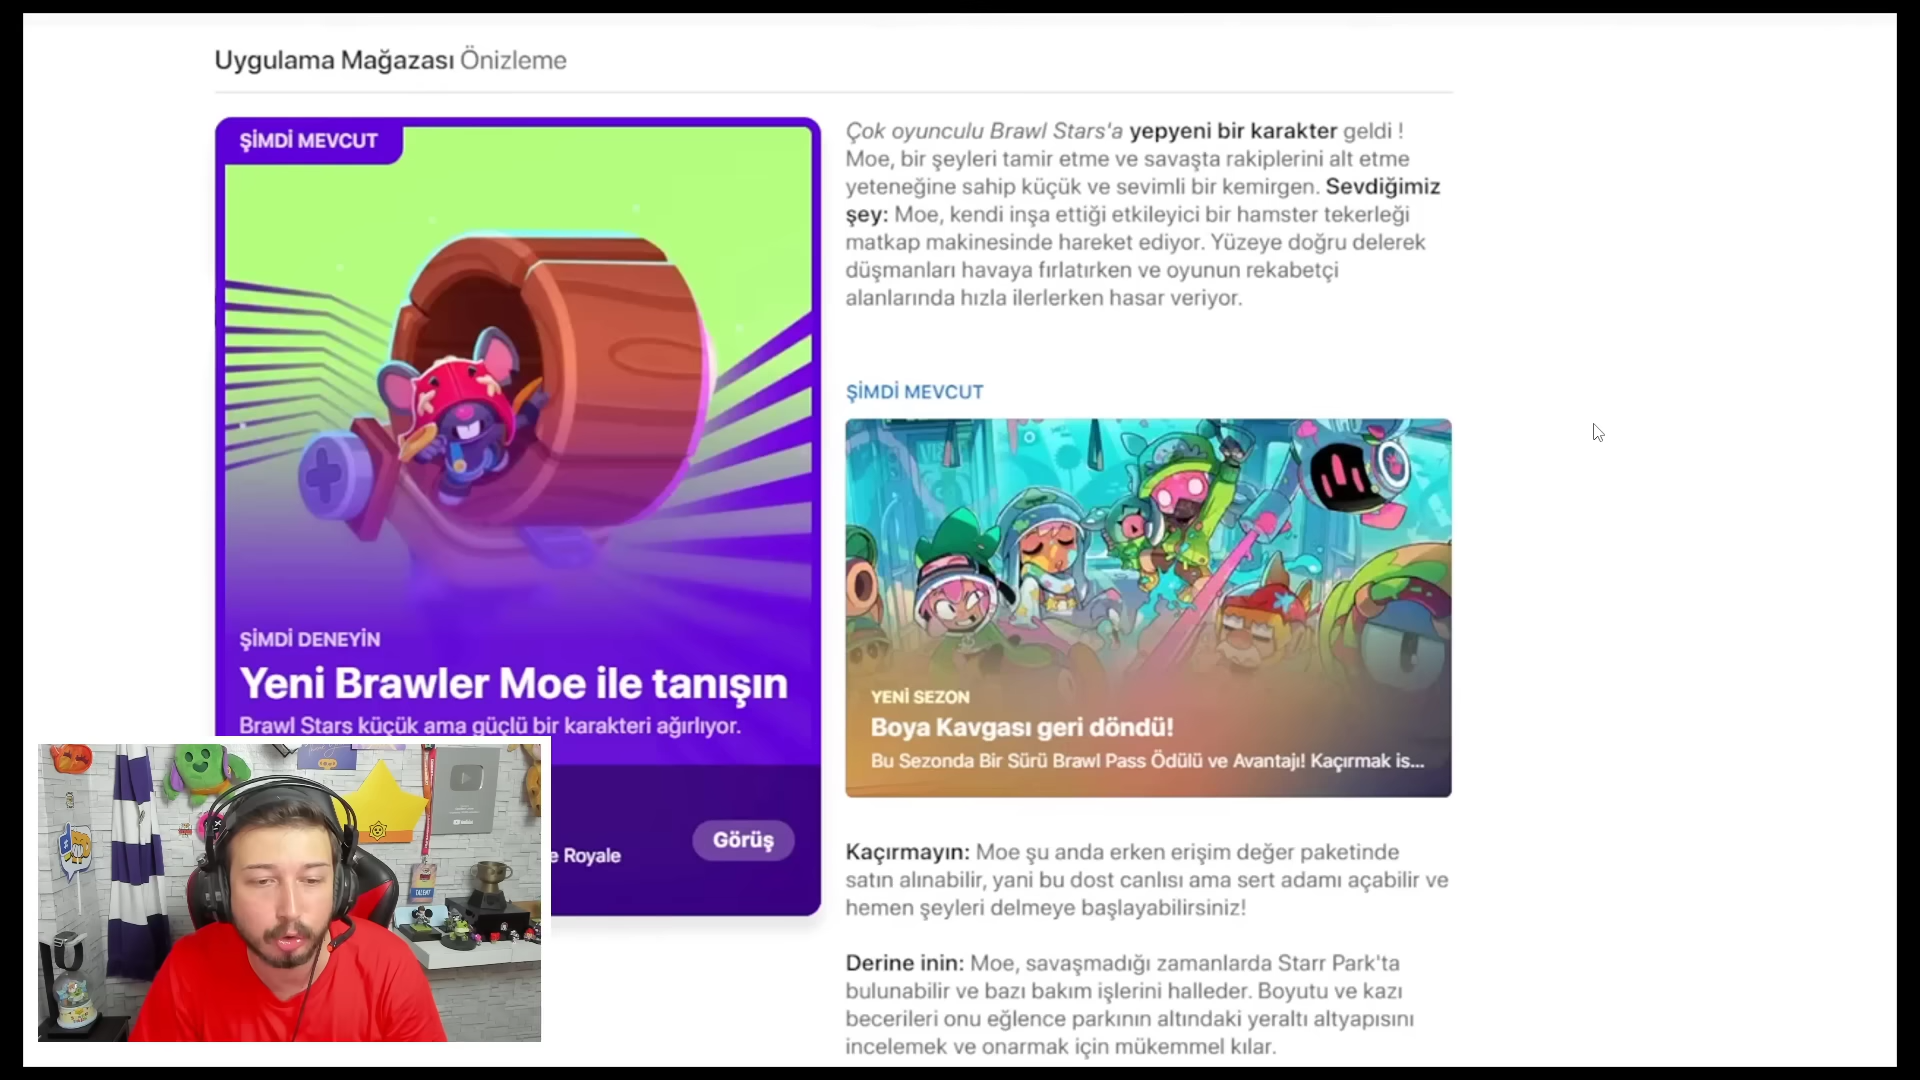 Uygulama Mağazası Önizleme
ŞİMDİ MEVCUT
ŞİMDİ DENEYİN
Yeni Brawler Moe ile tanışın
Brawl Stars küçük ama güçlü bir karakteri ağırlıyor.
e Royale
Görüş
Çok oyunculu Brawl Stars'a yepyeni bir karakter geldi !
Moe, bir şeyleri tamir etme ve savaşta rakiplerini alt etme
yeteneğine sahip küçük ve sevimli bir kemirgen. Sevdiğimiz
şey: Moe, kendi inşa ettiği etkileyici bir hamster tekerleği
matkap makinesinde hareket ediyor. Yüzeye doğru delerek
düşmanları havaya fırlatırken ve oyunun rekabetçi
alanlarında hızla ilerlerken hasar veriyor.
ŞİMDİ MEVCUT
YENİ SEZON
Boya Kavgası geri döndü!
Bu Sezonda Bir Sürü Brawl Pass Ödülü ve Avantajı! Kaçırmak is...
Kaçırmayın: Moe şu anda erken erişim değer paketinde
satın alınabilir, yani bu dost canlısı ama sert adamı açabilir ve
hemen şeyleri delmeye başlayabilirsiniz!
Derine inin: Moe, savaşmadığı zamanlarda Starr Park'ta
bulunabilir ve bazı bakım işlerini halleder. Boyutu ve kazı
becerileri onu eğlence parkının altındaki yeraltı altyapısını
incelemek ve onarmak için mükemmel kılar.
TALENT